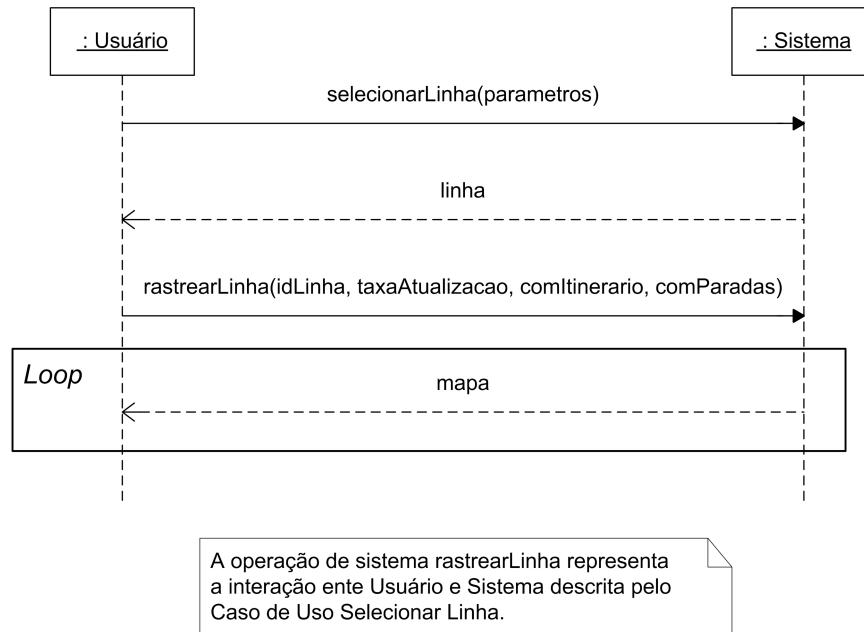 : Usuário
: Sistema
selecionarLinha(parametros)
linha
rastrearLinha(idLinha, taxaAtualizacao, comItinerario, comParadas)
Loop
mapa
A operação de sistema rastrearLinha representa
a interação ente Usuário e Sistema descrita pelo
Caso de Uso Selecionar Linha.